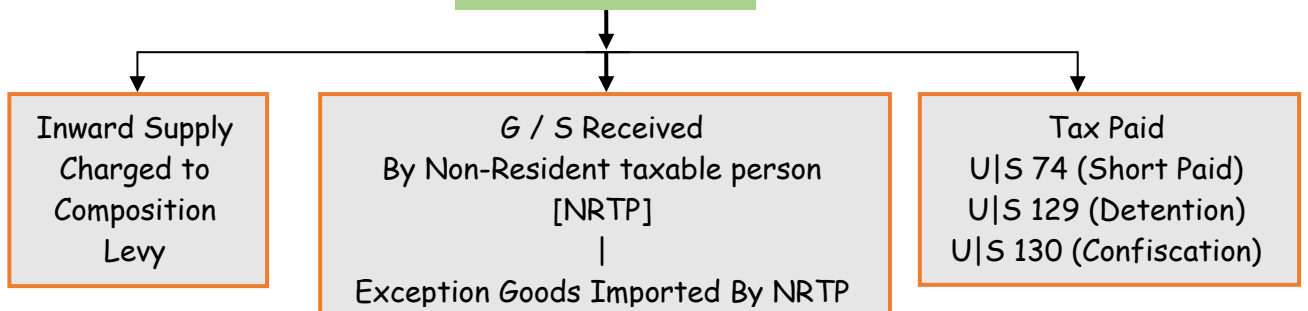 Inward Supply
Charged to
Composition
Levy
G / S Received
By Non-Resident taxable person
[NRTP]
|
Exception Goods Imported By NRTP
Tax Paid
U|S 74 (Short Paid)
U|S 129 (Detention)
U|S 130 (Confiscation)